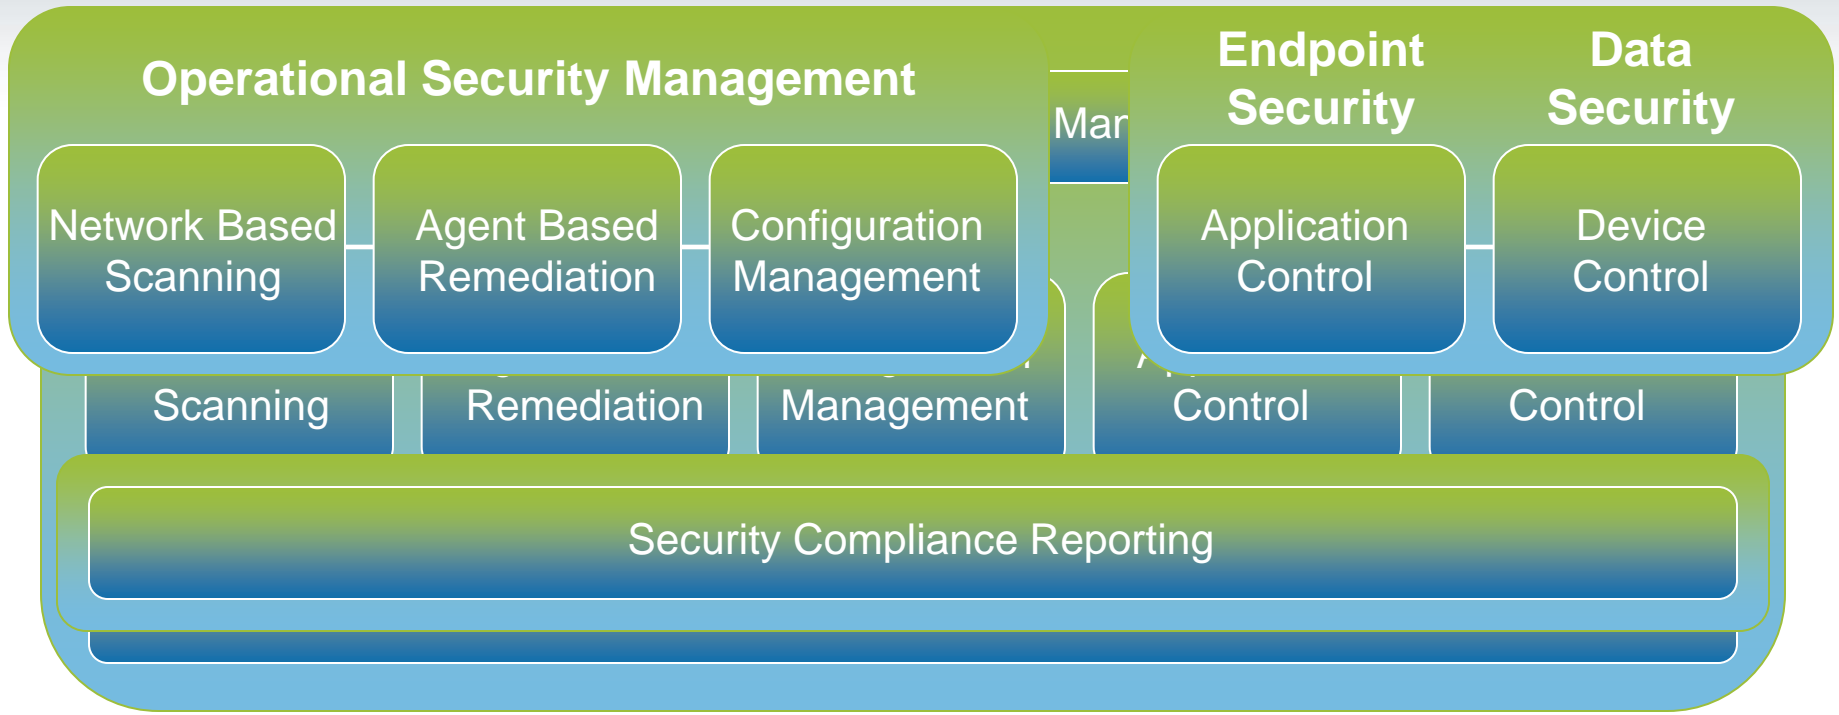 Operational Security Management
Endpoint
Security
Data
Security
Man
Network Based
Scanning
Agent Based
Remediation
Configuration
Management
Application
Control
Device
Control
Scanning
Remediation
Management
Control
Control
Security Compliance Reporting